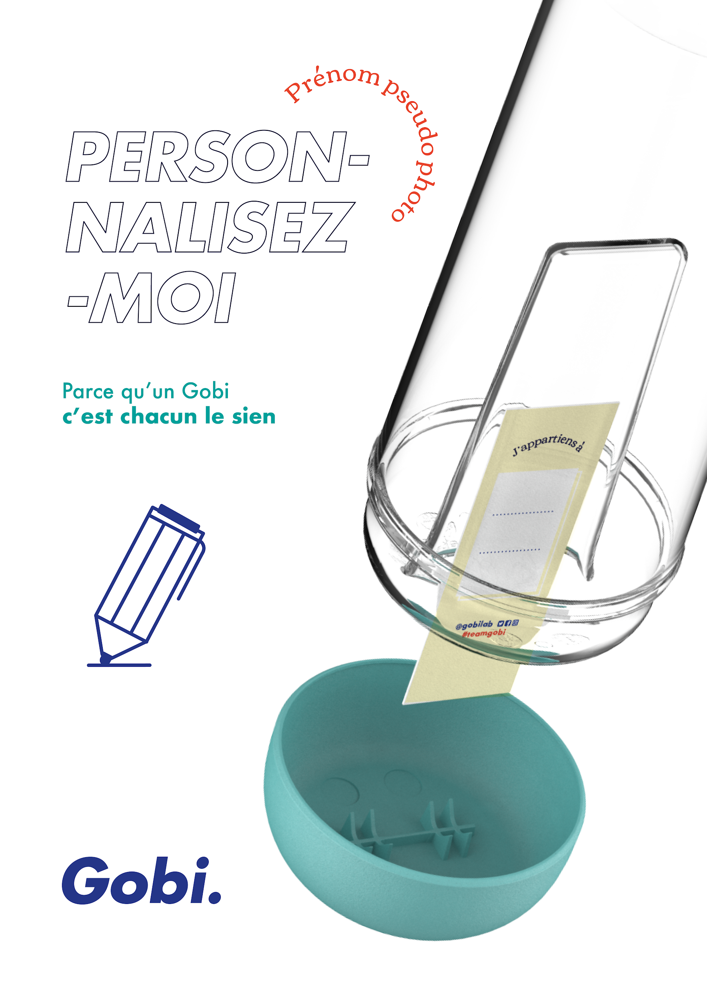 Prénom pseudo photo
PERSON-
NALISEZ
-MOI
Parce qu’un Gobi
c’est chacun le sien
J'appartiens à
@gobilab
#teamgobi
Gobi.